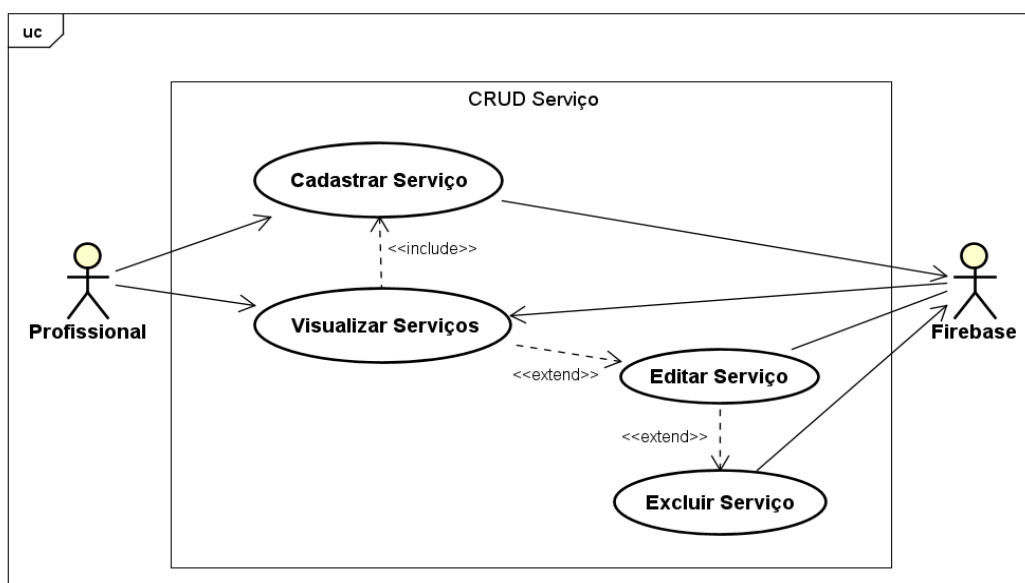 uc
CRUD Serviço
Cadastrar Serviço
<<include>>
Profissional
Visualizar Serviços
Firebase
<<extend>>
Editar Serviço
<<extend>>
Excluir Serviço